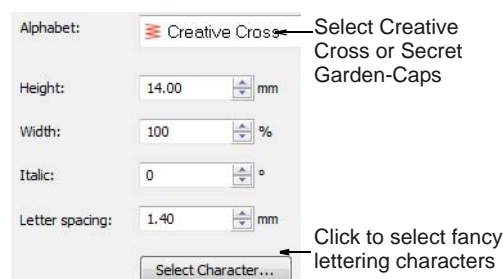 Alphabet:
Creative Cross
Select Creative
Cross or Secret
Garden-Caps
Height:
14.00
mm
Width:
100
%
Italic:
0
°
Letter spacing:
1.40
mm
Select Character...
Click to select fancy
lettering characters